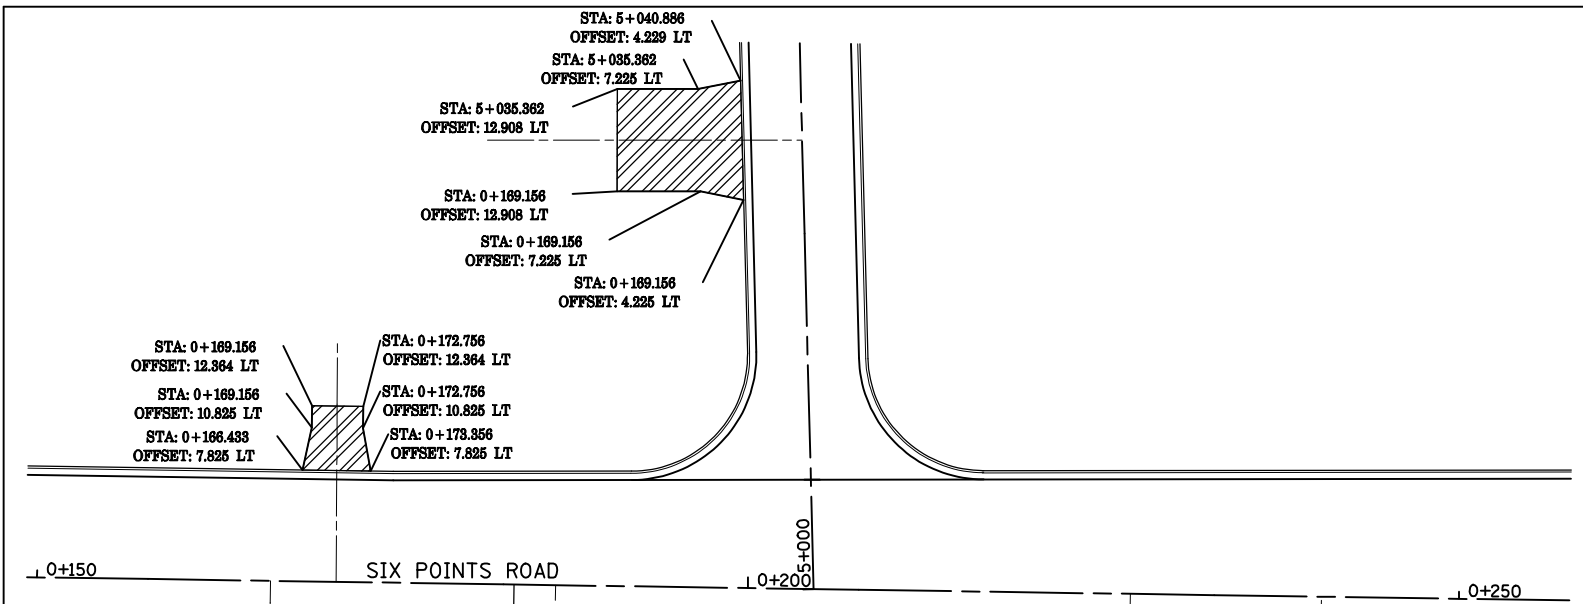 STA: 5+040.886
OFFSET: 4.229 LT
STA: 5+035.362
OFFSET: 7.225 LT
STA: 5+035.362
OFFSET: 12.908 LT
STA: 0+169.156
OFFSET: 12.908 LT
STA: 0+169.156
OFFSET: 7.225 LT
STA: 0+169.156
OFFSET: 4.225 LT
STA: 0+169.156
OFFSET: 12.364 LT
STA: 0+172.756
OFFSET: 12.364 LT
STA: 0+169.156
OFFSET: 10.825 LT
STA: 0+172.756
OFFSET: 10.825 LT
STA: 0+166.433
OFFSET: 7.825 LT
STA: 0+173.356
OFFSET: 7.825 LT
0+150
SIX POINTS ROAD
0+200
5+000
0+250